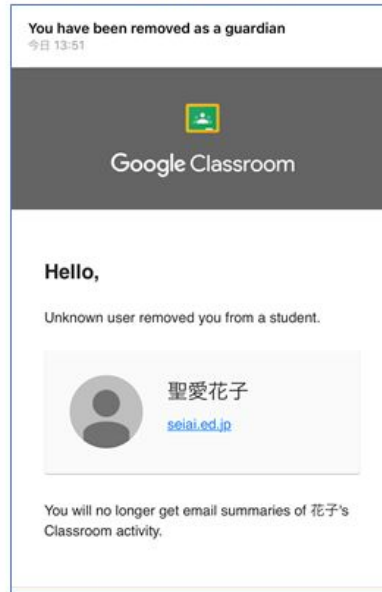 You have been removed as a guardian
今日 13:51
Google Classroom
Hello,
Unknown user removed you from a student.
聖愛花子
seiai.ed.jp
You will no longer get email summaries of 花子's
Classroom activity.